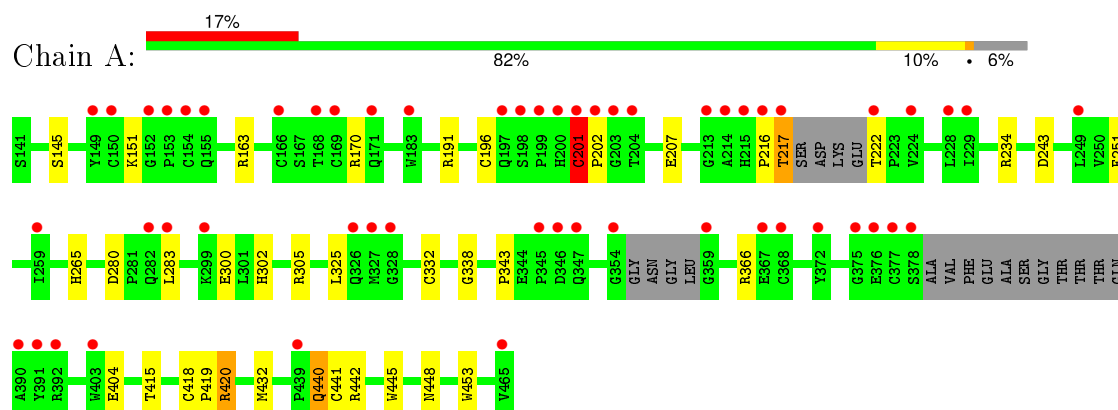 17%
Chain A:
82% 10% • 6%
S141 S145 Y149 C150 K151 G152 P153 C154 Q155 R163 C166 S167 T168 C169 R170 Q171 W183 R191 C196 Q197 S198 P199 H200 C201 P202 G203 T204 E207 G213 A214 H215 P216 T217 SER ASP LYS GLU T222 P223 V224 L228 I229 R234 D243 L249 V250 E251
I259 H265 D280 P281 Q282 L283 K299 E300 L301 H302 R305 L325 Q326 M327 G328 C332 G338 P343 E344 P345 D346 Q347 G354 GLY ASN GLY LEU G359 R366 E367 C368 Y372 G375 E376 C377 S378 ALA VAL PHE GLU ALA SER GLY THR THR THR GLN
A390 Y391 R392 W403 E404 T415 C418 P419 R420 M432 P439 Q440 C441 R442 W445 N448 W453 V465